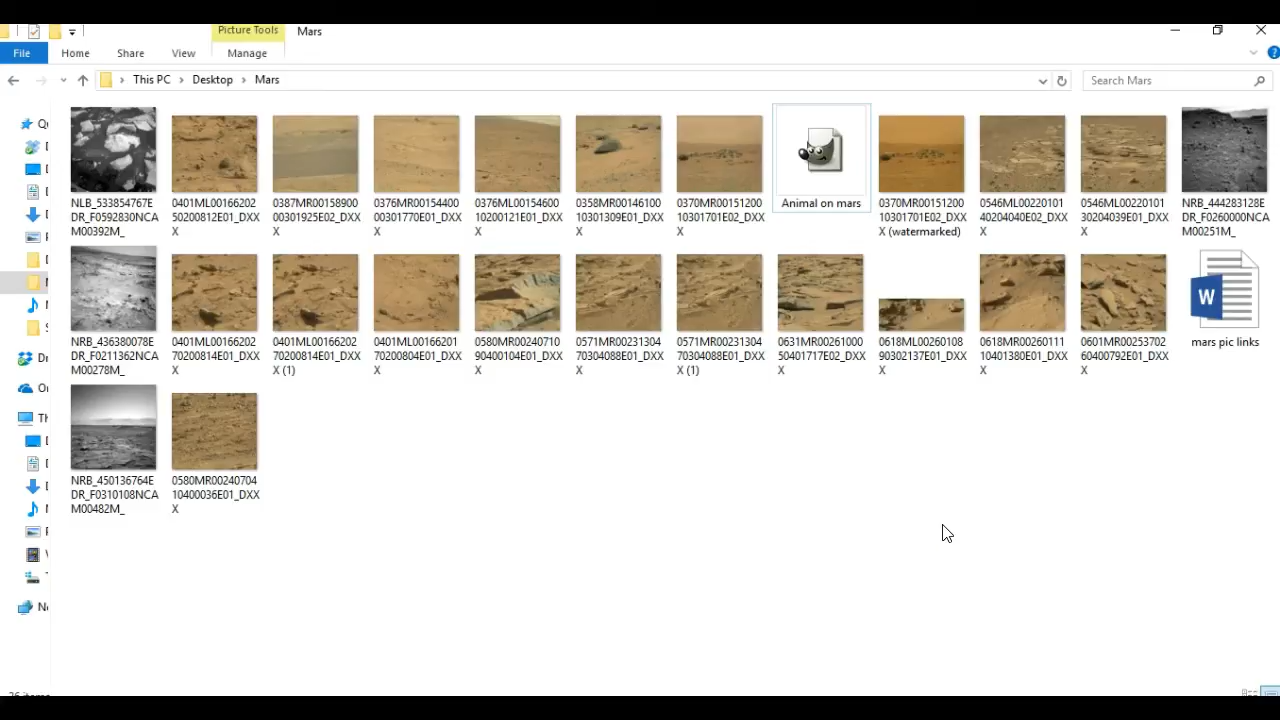 Picture Tools
Mars
File
Home
Share
View
Manage
This PC
Desktop
Mars
Search Mars
NLB_533854767E
DR_F0592830NCA
M00392M_
0401ML00166202
50200812E01_DXX
X
0387MR00158900
00301925E02_DXX
X
0376MR00154400
00301770E01_DXX
X
0376ML00154600
10200121E01_DXX
X
0358MR00146100
10301309E01_DXX
X
0370MR00151200
10301701E02_DXX
X
Animal on mars
0370MR00151200
10301701E02_DXX
X (watermarked)
0546ML00220101
40204040E02_DXX
X
0546ML00220101
30204039E01_DXX
X
NRB_444283128E
DR_F0260000NCA
M00251M_
NRB_436380078E
DR_F0211362NCA
M00278M_
0401MR00166202
70200814E01_DXX
X
0401MR00166202
70200814E01_DXX
X (1)
0401ML00166201
70200804E01_DXX
X
0580MR00240710
90400104E01_DXX
X
0571MR00231304
70304088E01_DXX
X
0571MR00231304
70304088E01_DXX
X (1)
0631MR00261000
50401717E02_DXX
X
0618ML00260108
90302137E01_DXX
X
0618MR00260111
10401380E01_DXX
X
0601MR00253702
60400792E01_DXX
X
mars pic links
NRB_450136764E
DR_F0310108NCA
M00482M_
0580MR00240704
10400036E01_DXX
X